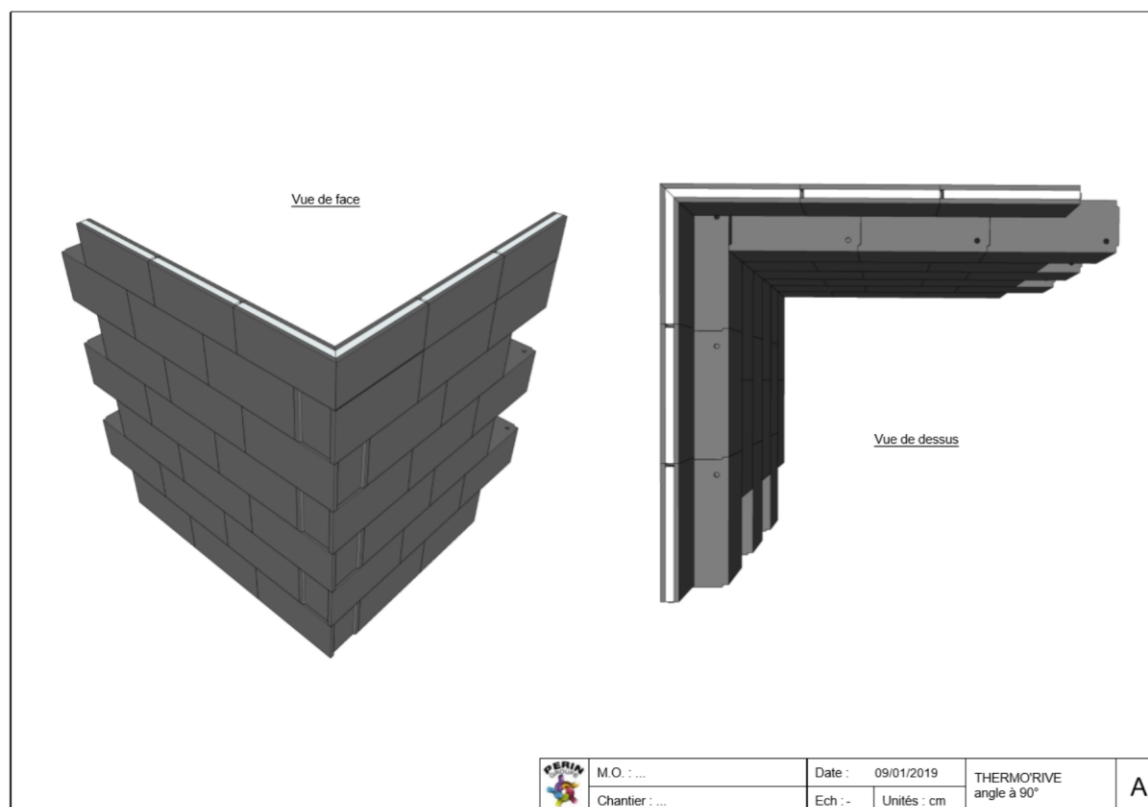 Vue de face
Vue de dessus
PERIN
GROUPE
M.O. : ...
Date : 09/01/2019
THERMO'RIVE
angle à 90°
A
Chantier : ...
Ech : -
Unités : cm